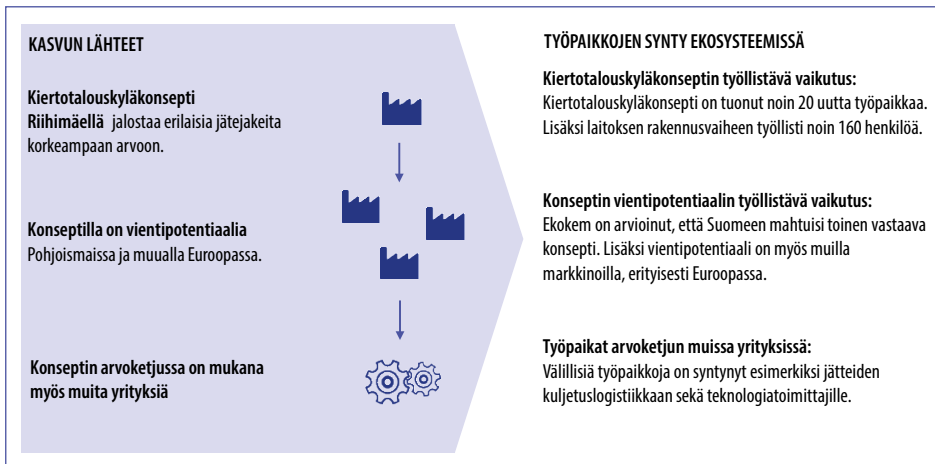 KASVUN LÄHTEET
Kiertotalouskyläkonsepti
Riihimäellä jalostaa erilaisia jätejakeita
korkeampaan arvoon.
Konseptilla on vientipotentiaalia
Pohjoismaissa ja muualla Euroopassa.
Konseptin arvoketjussa on mukana
myös muita yrityksiä
TYÖPAIKKOJEN SYNTY EKOSYSTEEMISSÄ
Kiertotalouskyläkonseptin työllistävä vaikutus:
Kiertotalouskyläkonsepti on tuonut noin 20 uutta työpaikkaa.
Lisäksi laitoksen rakennusvaiheen työllisti noin 160 henkilöä.
Konseptin vientipotentiaalin työllistävä vaikutus:
Ekokem on arvioinut, että Suomeen mahtuisi toinen vastaava
konsepti. Lisäksi vientipotentiaali on myös muilla
markkinoilla, erityisesti Euroopassa.
Työpaikat arvoketjun muissa yrityksissä:
Välillisiä työpaikkoja on syntynyt esimerkiksi jätteiden
kuljetuslogistiikkaan sekä teknologiatoimittajille.